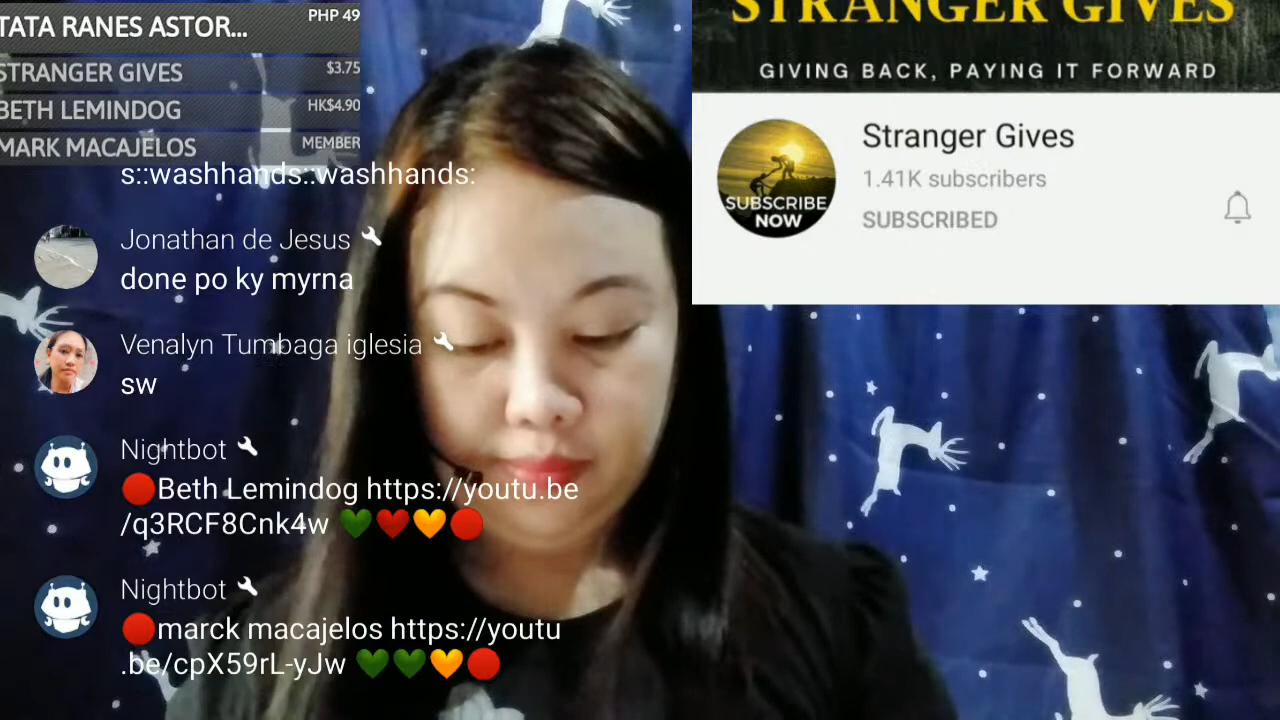 TATA RANES ASTOR... PHP 49
STRANGER GIVES $3.75
BETH LEMINDOG HK$4.90
MARK MACAJELOS MEMBER
s::washhands::washhands:
Jonathan de Jesus
done po ky myrna
Venalyn Tumbaga iglesia
sw
Nightbot
🔴Beth Lemindog https://youtu.be
/q3RCF8Cnk4w 💚❤️🧡🔴
Nightbot
🔴marck macajelos https://youtu
.be/cpX59rL-yJw 💚💚🧡🔴
STRANGER GIVES
GIVING BACK, PAYING IT FORWARD
SUBSCRIBE
NOW
Stranger Gives
1.41K subscribers
SUBSCRIBED